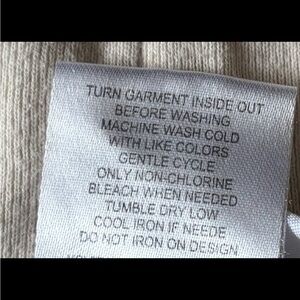 TURN GARMENT INSIDE OUT
BEFORE WASHING
MACHINE WASH COLD
WITH LIKE COLORS
GENTLE CYCLE
ONLY NON-CHLORINE
BLEACH WHEN NEEDED
TUMBLE DRY LOW
COOL IRON IF NEEDE
DO NOT IRON ON DESIGN